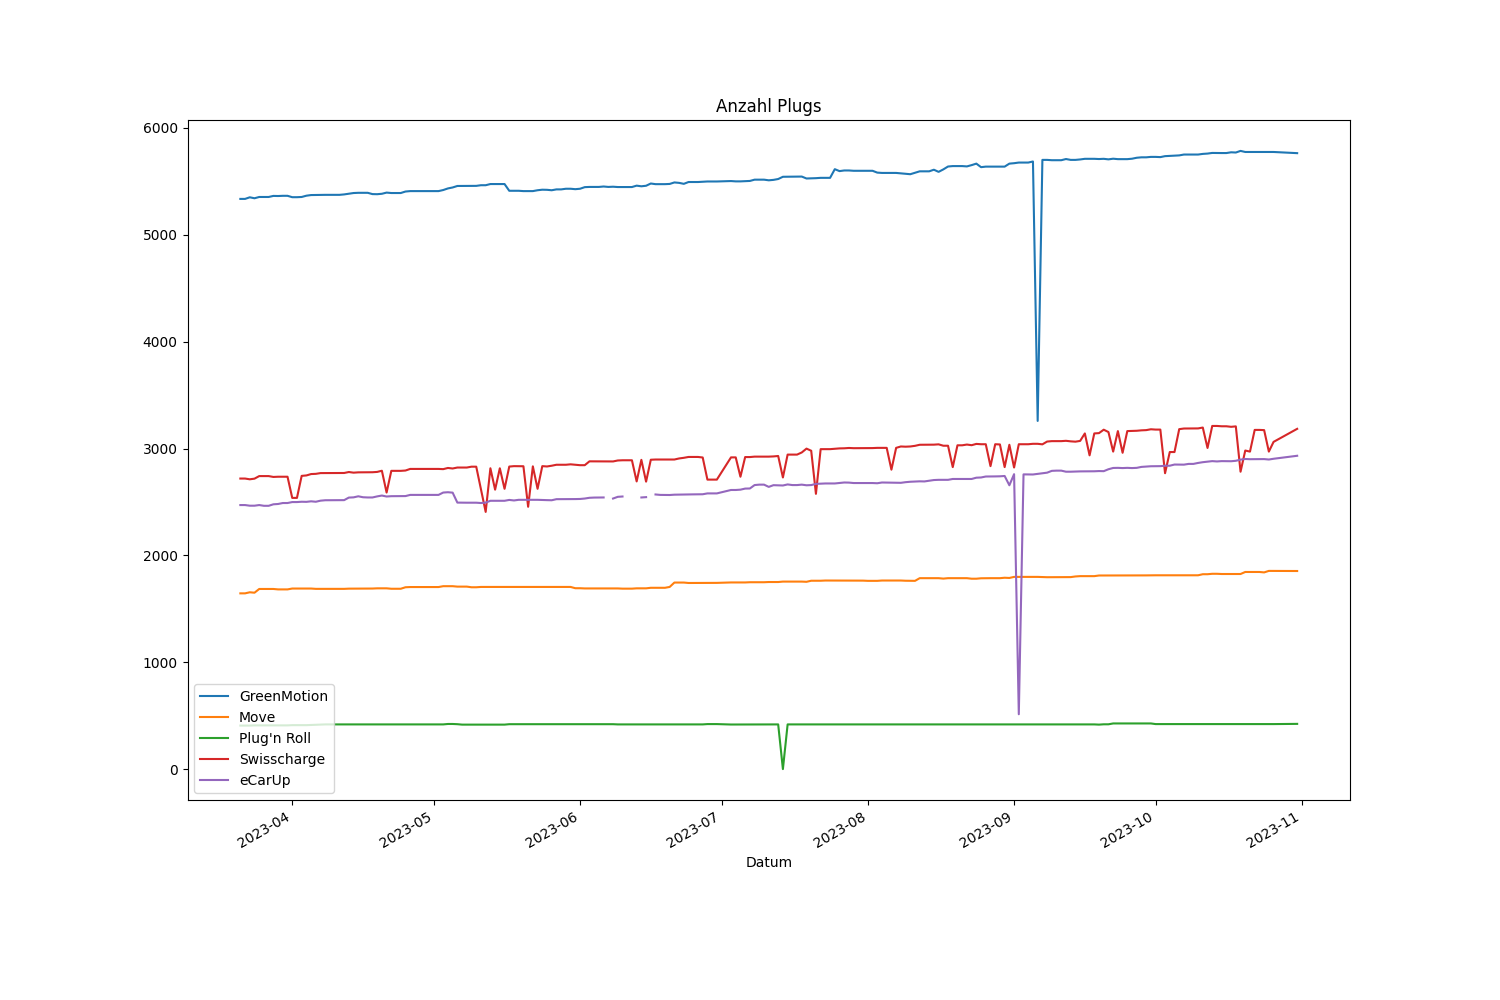 Anzahl Plugs
6000
5000
4000
3000
2000
1000
0
GreenMotion
Move
Plug'n Roll
Swisscharge
eCarUp
2023-04
2023-05
2023-06
2023-07
2023-08
2023-09
2023-10
2023-11
Datum